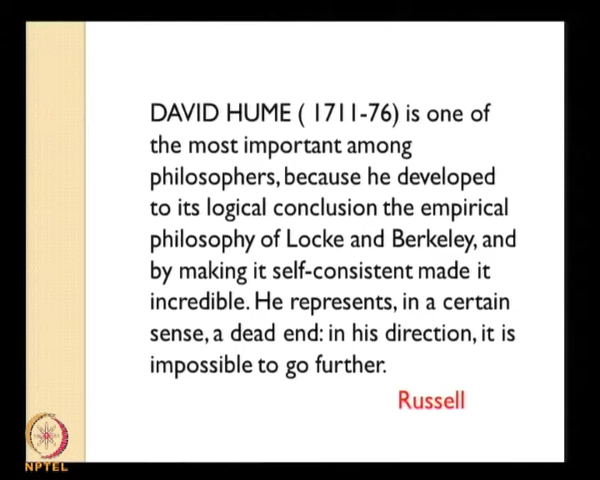 DAVID HUME ( 1711-76) is one of
the most important among
philosophers, because he developed
to its logical conclusion the empirical
philosophy of Locke and Berkeley, and
by making it self-consistent made it
incredible. He represents, in a certain
sense, a dead end: in his direction, it is
impossible to go further.
Russell
NPTEL